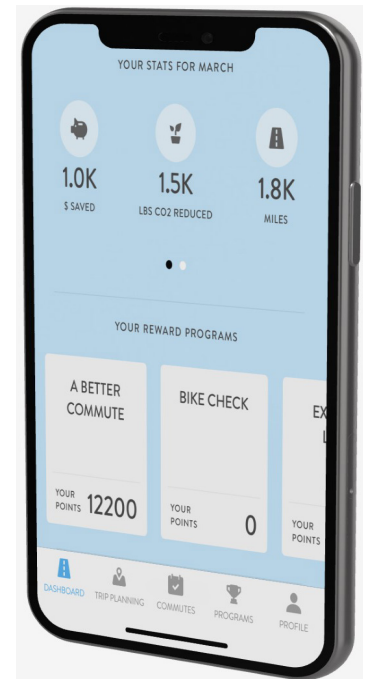 YOUR STATS FOR MARCH
1.0K
1.5K
1.8K
$ SAVED
LBS CO2 REDUCED
MILES
YOUR REWARD PROGRAMS
A BETTER
COMMUTE
BIKE CHECK
EX
L
YOUR
POINTS 12200
YOUR
POINTS 0
YOUR
POINTS
DASHBOARD
TRIP PLANNING
COMMUTES
PROGRAMS
PROFILE